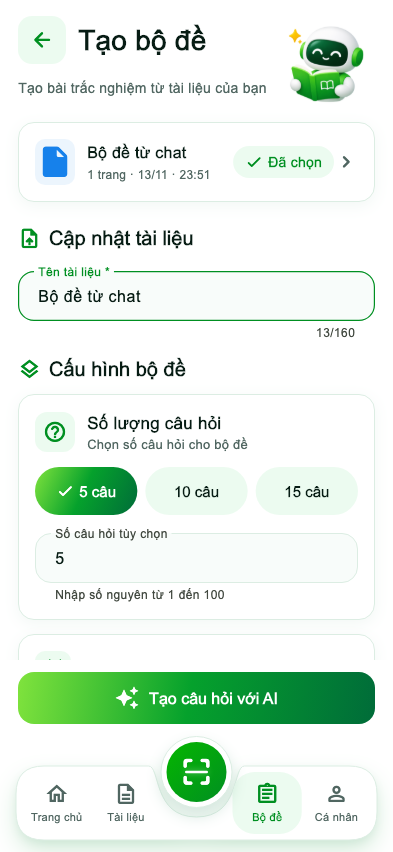 Tạo bộ đề
Tạo bài trắc nghiệm từ tài liệu của bạn
Bộ đề từ chat
1 trang · 13/11 · 23:51
Đã chọn
Cập nhật tài liệu
Tên tài liệu *
Bộ đề từ chat
13/160
Cấu hình bộ đề
Số lượng câu hỏi
Chọn số câu hỏi cho bộ đề
5 câu
10 câu
15 câu
Số câu hỏi tùy chọn
5
Nhập số nguyên từ 1 đến 100
Tạo câu hỏi với AI
Trang chủ
Tài liệu
Bộ đề
Cá nhân